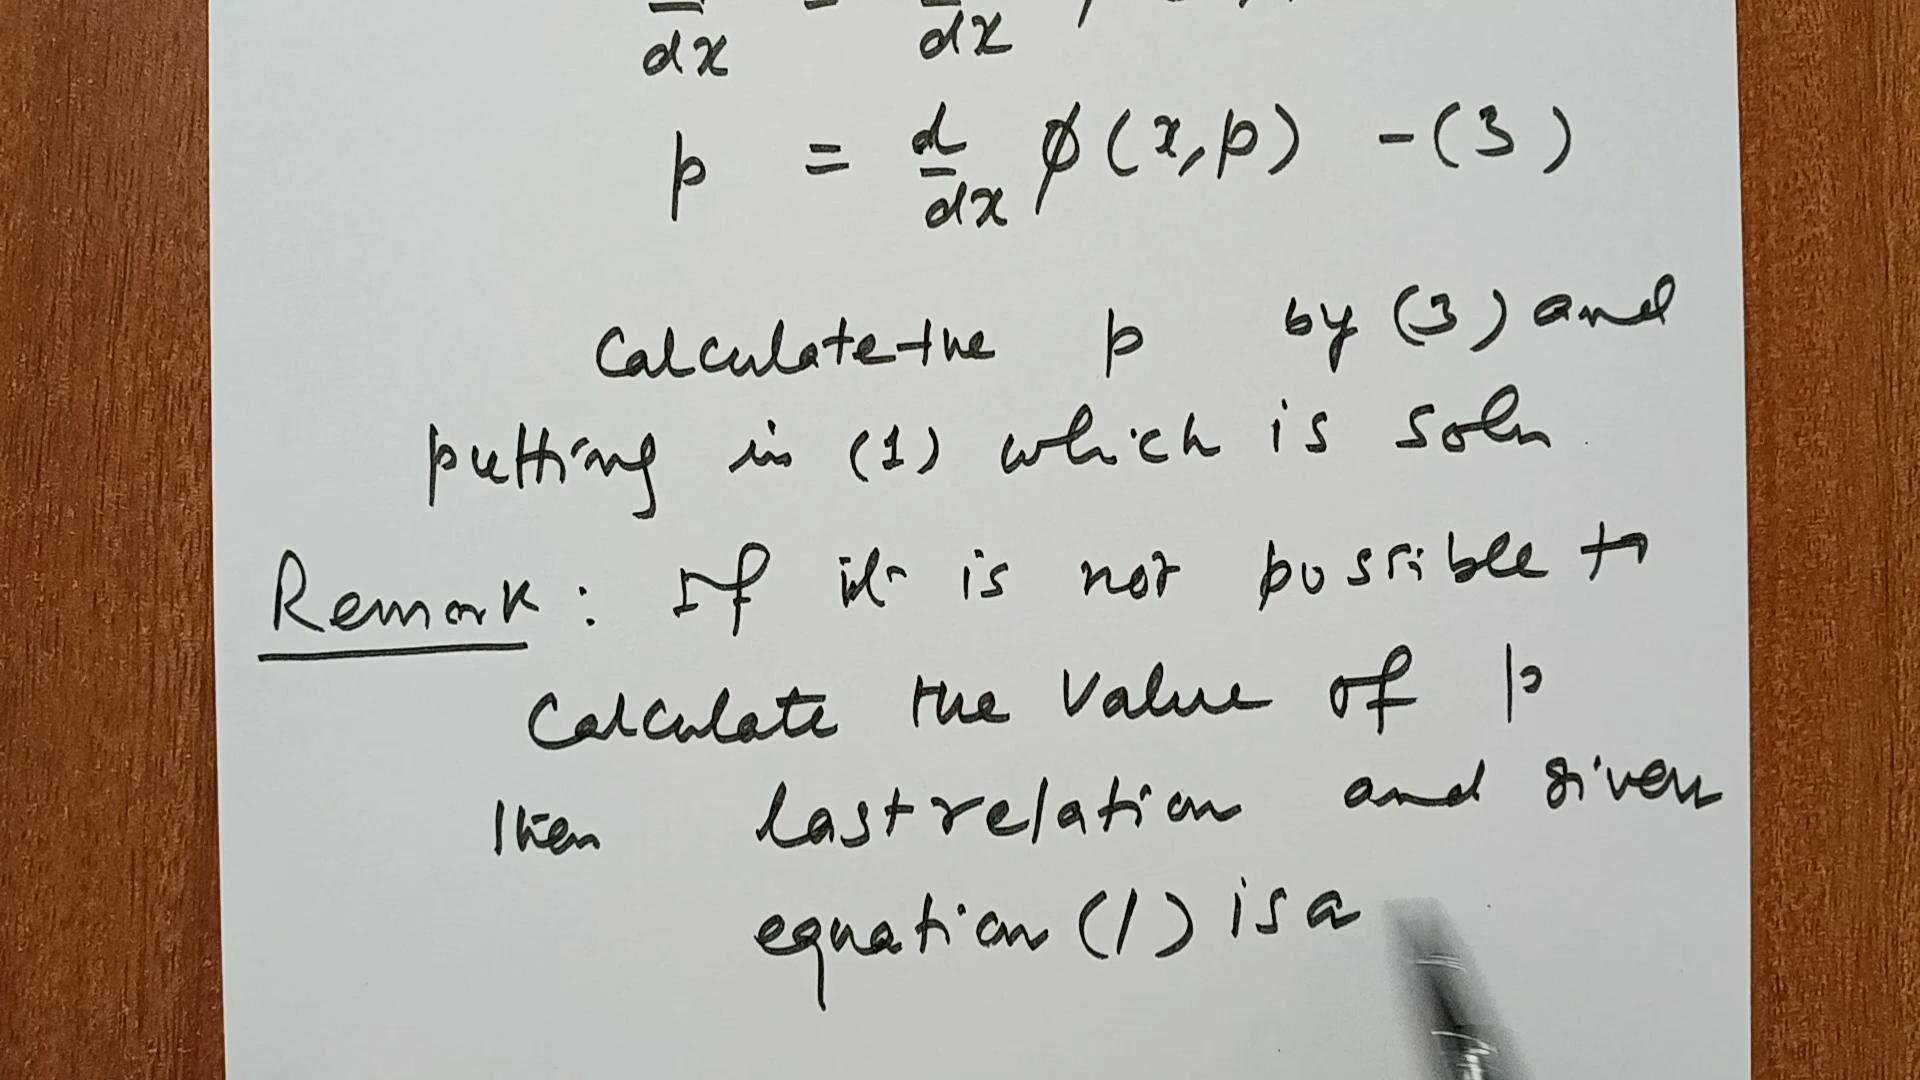 dx dx
p = d/dx ϕ(x,p) -(3)
Calculate the p by (3) and
putting in (1) which is soln
Remark: If it is not possible to
Calculate the value of p
then last relation and given
equation (1) is a